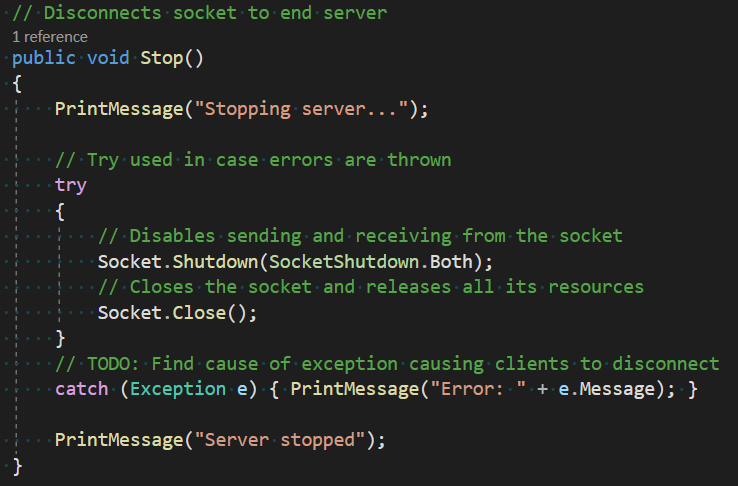 // Disconnects socket to end server
1 reference
public void Stop()
{
PrintMessage("Stopping server...");
// Try used in case errors are thrown
try
{
// Disables sending and receiving from the socket
Socket.Shutdown(SocketShutdown.Both);
// Closes the socket and releases all its resources
Socket.Close();
}
// TODO: Find cause of exception causing clients to disconnect
catch (Exception e) { PrintMessage("Error: " + e.Message); }
PrintMessage("Server stopped");
}